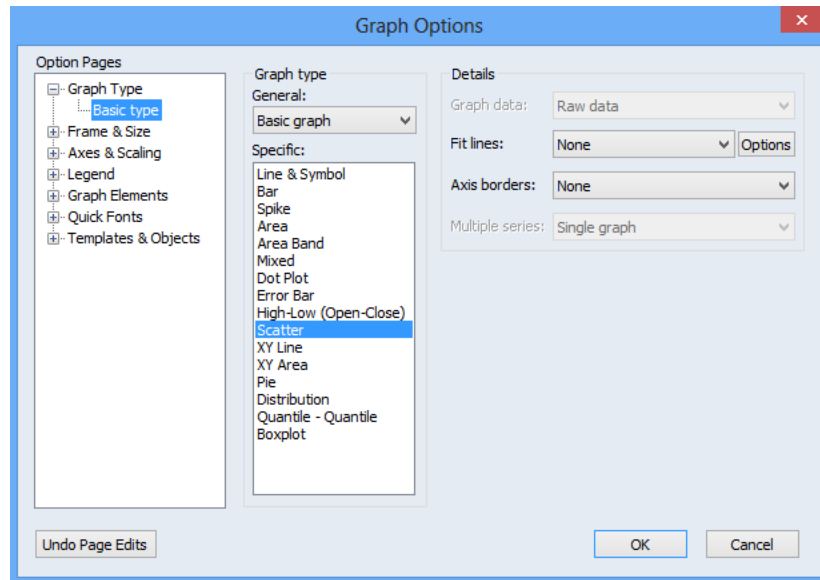 Graph Options
Option Pages
Graph Type
Basic type
Frame & Size
Axes & Scaling
Legend
Graph Elements
Quick Fonts
Templates & Objects
Graph type
General:
Basic graph
Specific:
Line & Symbol
Bar
Spike
Area
Area Band
Mixed
Dot Plot
Error Bar
High-Low (Open-Close)
Scatter
XY Line
XY Area
Pie
Distribution
Quantile - Quantile
Boxplot
Details
Graph data: Raw data
Fit lines: None Options
Axis borders: None
Multiple series: Single graph
Undo Page Edits OK Cancel